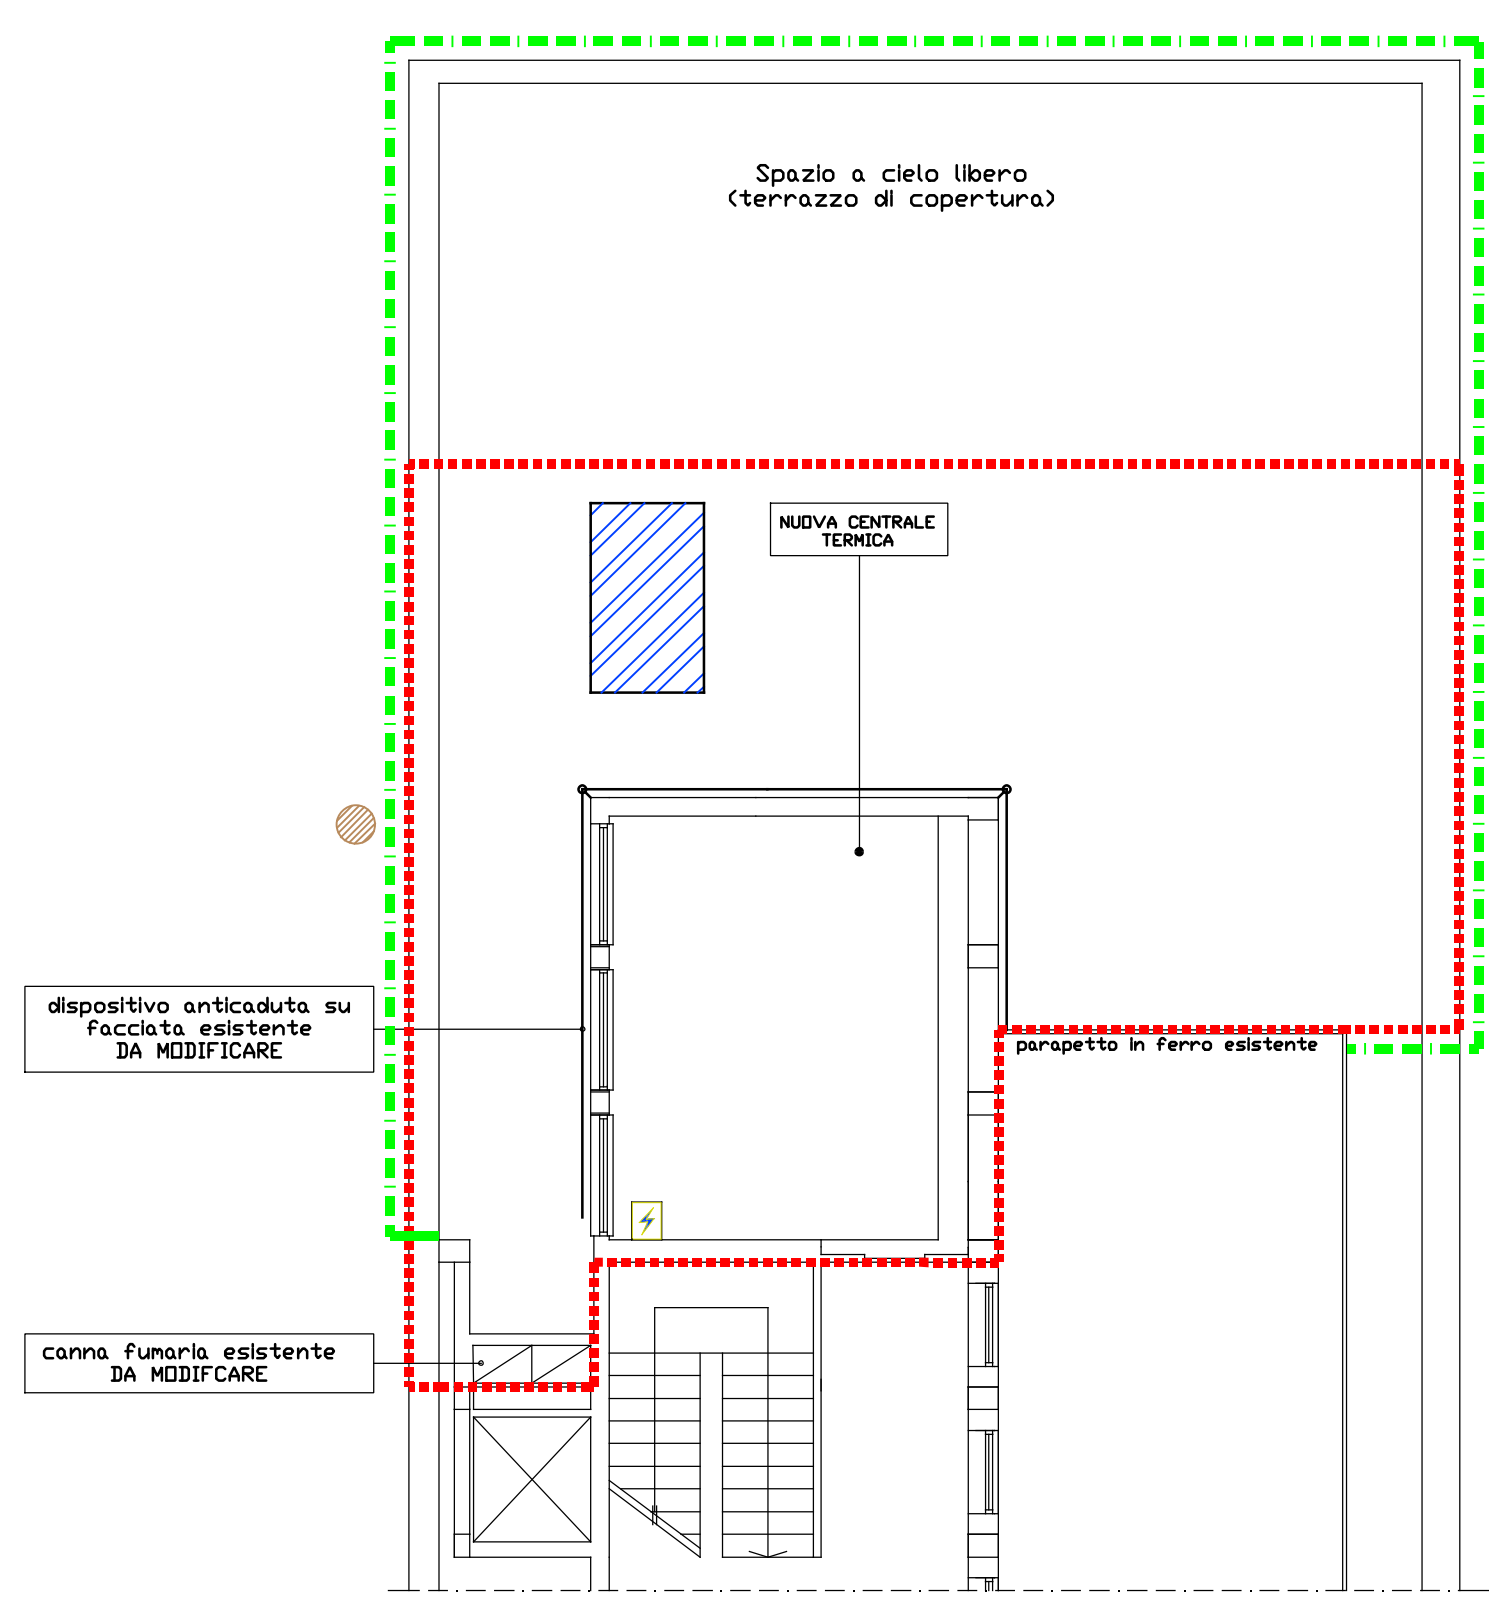 Spazio a cielo libero
(terrazzo di copertura)
NUOVA CENTRALE
TERMICA
dispositivo anticaduta su
facciata esistente
DA MODIFICARE
parapetto in ferro esistente
canna fumaria esistente
DA MODIFCARE